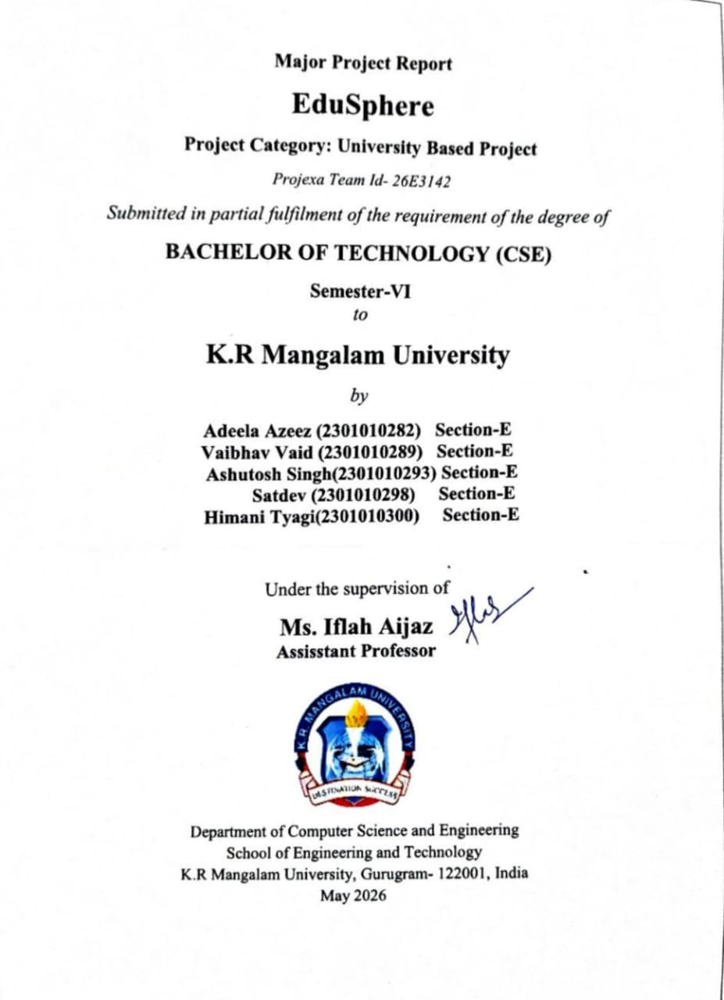 Major Project Report
EduSphere
Project Category: University Based Project
Projexa Team Id- 26E3142
Submitted in partial fulfilment of the requirement of the degree of
BACHELOR OF TECHNOLOGY (CSE)
Semester-VI
to
K.R Mangalam University
by
Adeela Azeez (2301010282) Section-E
Vaibhav Vaid (2301010289) Section-E
Ashutosh Singh(2301010293) Section-E
Satdev (2301010298) Section-E
Himani Tyagi(2301010300) Section-E
Under the supervision of
Ms. Iflah Aijaz
Assisstant Professor
K.R. MANGALAM UNIVERSITY
DESTINATION SUCCESS
Department of Computer Science and Engineering
School of Engineering and Technology
K.R Mangalam University, Gurugram- 122001, India
May 2026